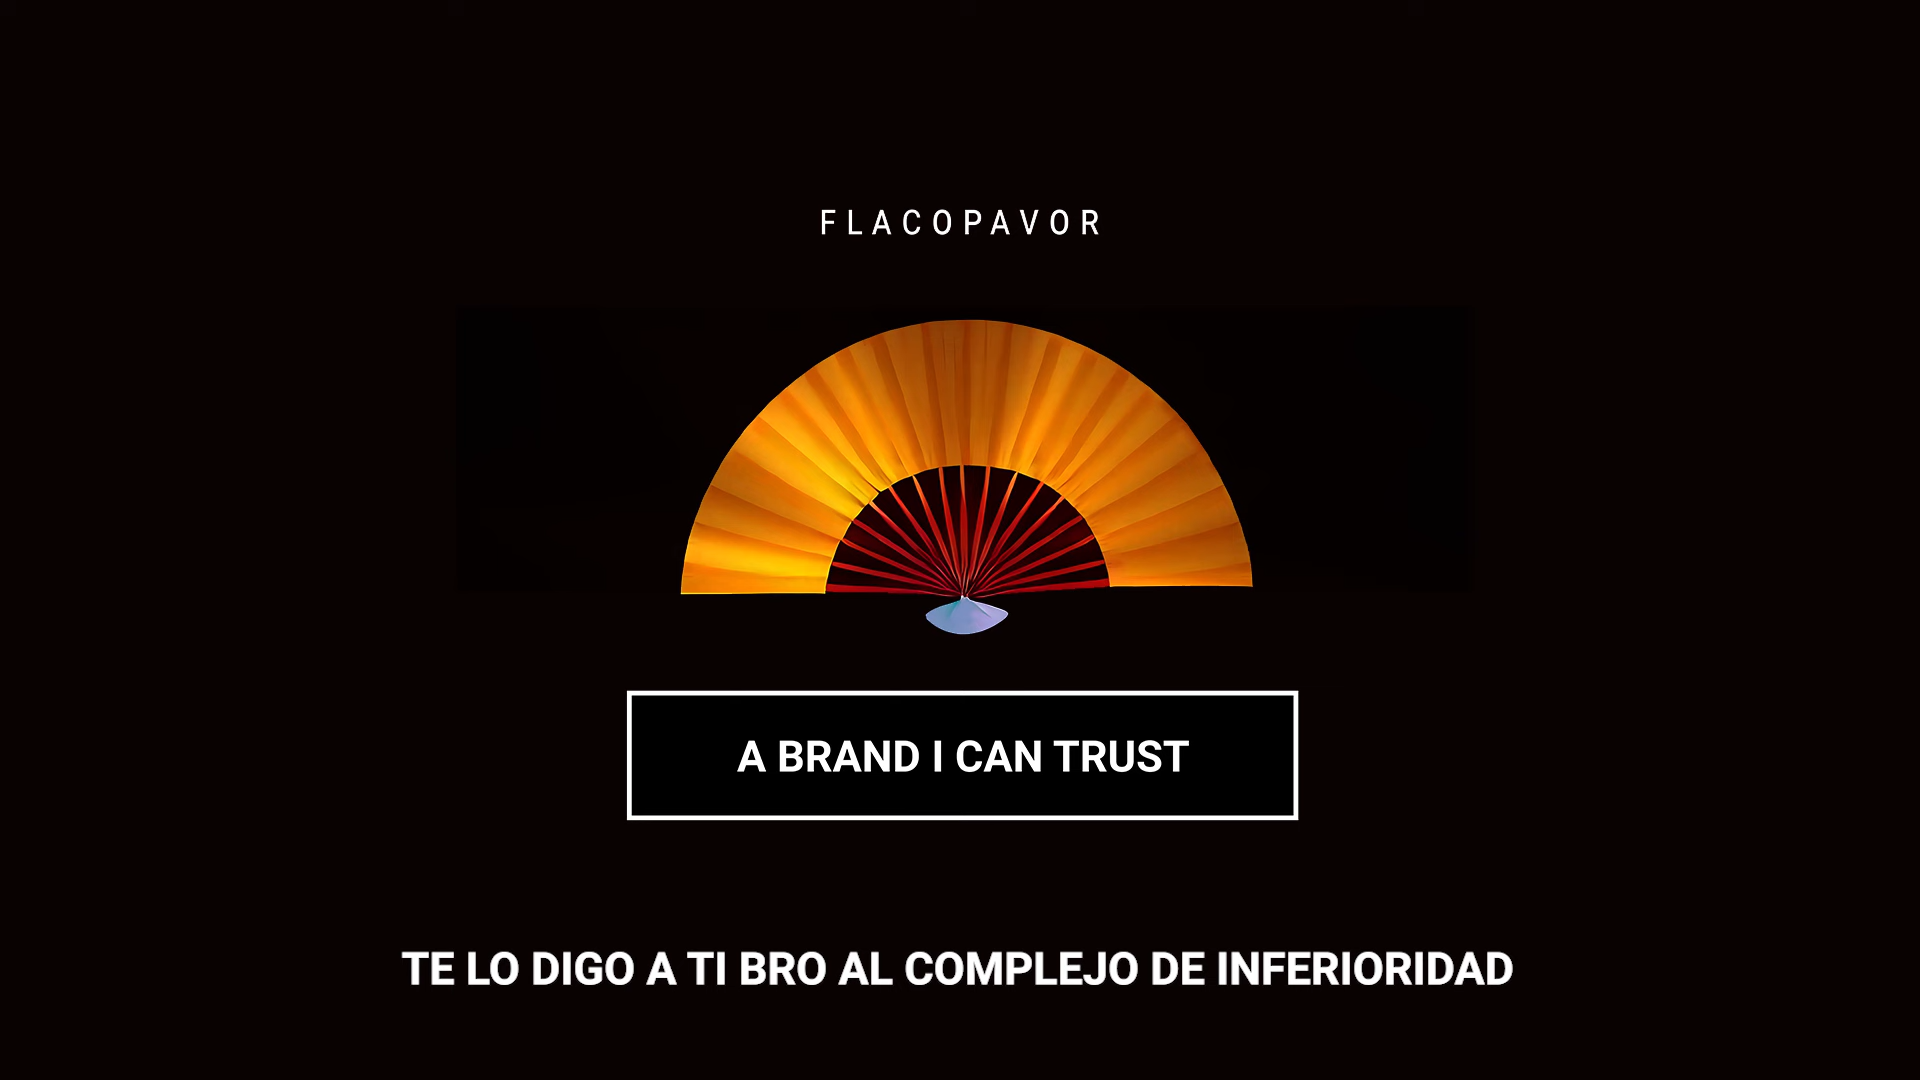 FLACOPAVOR
A BRAND I CAN TRUST
TE LO DIGO A TI BRO AL COMPLEJO DE INFERIORIDAD